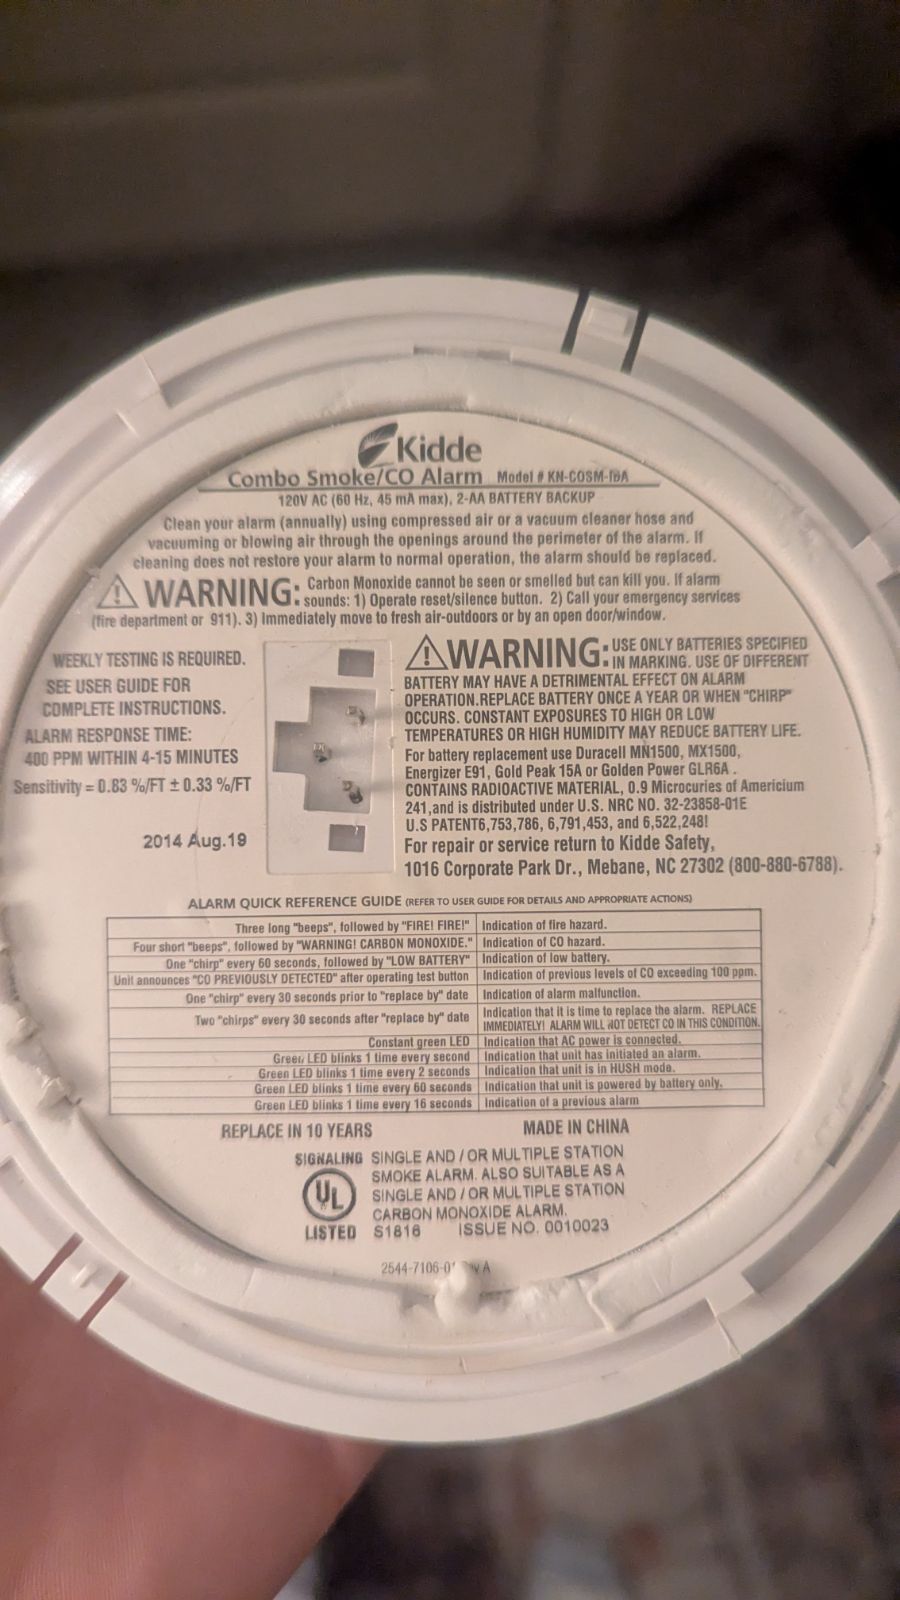 Kidde
Combo Smoke/CO Alarm Model # KN-COSM-IBA
120V AC (60 Hz, 45 mA max), 2-AA BATTERY BACKUP
Clean your alarm (annually) using compressed air or a vacuum cleaner hose and
vacuuming or blowing air through the openings around the perimeter of the alarm. If
cleaning does not restore your alarm to normal operation, the alarm should be replaced.
WARNING: Carbon Monoxide cannot be seen or smelled but can kill you. If alarm
sounds: 1) Operate reset/silence button. 2) Call your emergency services
(fire department or 911). 3) Immediately move to fresh air-outdoors or by an open door/window.
WEEKLY TESTING IS REQUIRED.
SEE USER GUIDE FOR
COMPLETE INSTRUCTIONS.
ALARM RESPONSE TIME:
400 PPM WITHIN 4-15 MINUTES
Sensitivity = 0.83 %/FT ± 0.33 %/FT
2014 Aug.19
WARNING: USE ONLY BATTERIES SPECIFIED
IN MARKING. USE OF DIFFERENT
BATTERY MAY HAVE A DETRIMENTAL EFFECT ON ALARM
OPERATION.REPLACE BATTERY ONCE A YEAR OR WHEN "CHIRP"
OCCURS. CONSTANT EXPOSURES TO HIGH OR LOW
TEMPERATURES OR HIGH HUMIDITY MAY REDUCE BATTERY LIFE.
For battery replacement use Duracell MN1500, MX1500,
Energizer E91, Gold Peak 15A or Golden Power GLR6A .
CONTAINS RADIOACTIVE MATERIAL, 0.9 Microcuries of Americium
241,and is distributed under U.S. NRC NO. 32-23858-01E
U.S PATENT6,753,786, 6,791,453, and 6,522,248!
For repair or service return to Kidde Safety,
1016 Corporate Park Dr., Mebane, NC 27302 (800-880-6788).
ALARM QUICK REFERENCE GUIDE (REFER TO USER GUIDE FOR DETAILS AND APPROPRIATE ACTIONS)
Three long "beeps", followed by "FIRE! FIRE!" Indication of fire hazard.
Four short "beeps", followed by "WARNING! CARBON MONOXIDE." Indication of CO hazard.
One "chirp" every 60 seconds, followed by "LOW BATTERY" Indication of low battery.
Unit announces "CO PREVIOUSLY DETECTED" after operating test button Indication of previous levels of CO exceeding 100 ppm.
One "chirp" every 30 seconds prior to "replace by" date Indication of alarm malfunction.
Two "chirps" every 30 seconds after "replace by" date Indication that it is time to replace the alarm. REPLACE
IMMEDIATELY! ALARM WILL NOT DETECT CO IN THIS CONDITION.
Constant green LED Indication that AC power is connected.
Green LED blinks 1 time every second Indication that unit has initiated an alarm.
Green LED blinks 1 time every 2 seconds Indication that unit is in HUSH mode.
Green LED blinks 1 time every 60 seconds Indication that unit is powered by battery only.
Green LED blinks 1 time every 16 seconds Indication of a previous alarm
REPLACE IN 10 YEARS MADE IN CHINA
SIGNALING
UL
LISTED
SINGLE AND / OR MULTIPLE STATION
SMOKE ALARM. ALSO SUITABLE AS A
SINGLE AND / OR MULTIPLE STATION
CARBON MONOXIDE ALARM.
S1816 ISSUE NO. 0010023
A